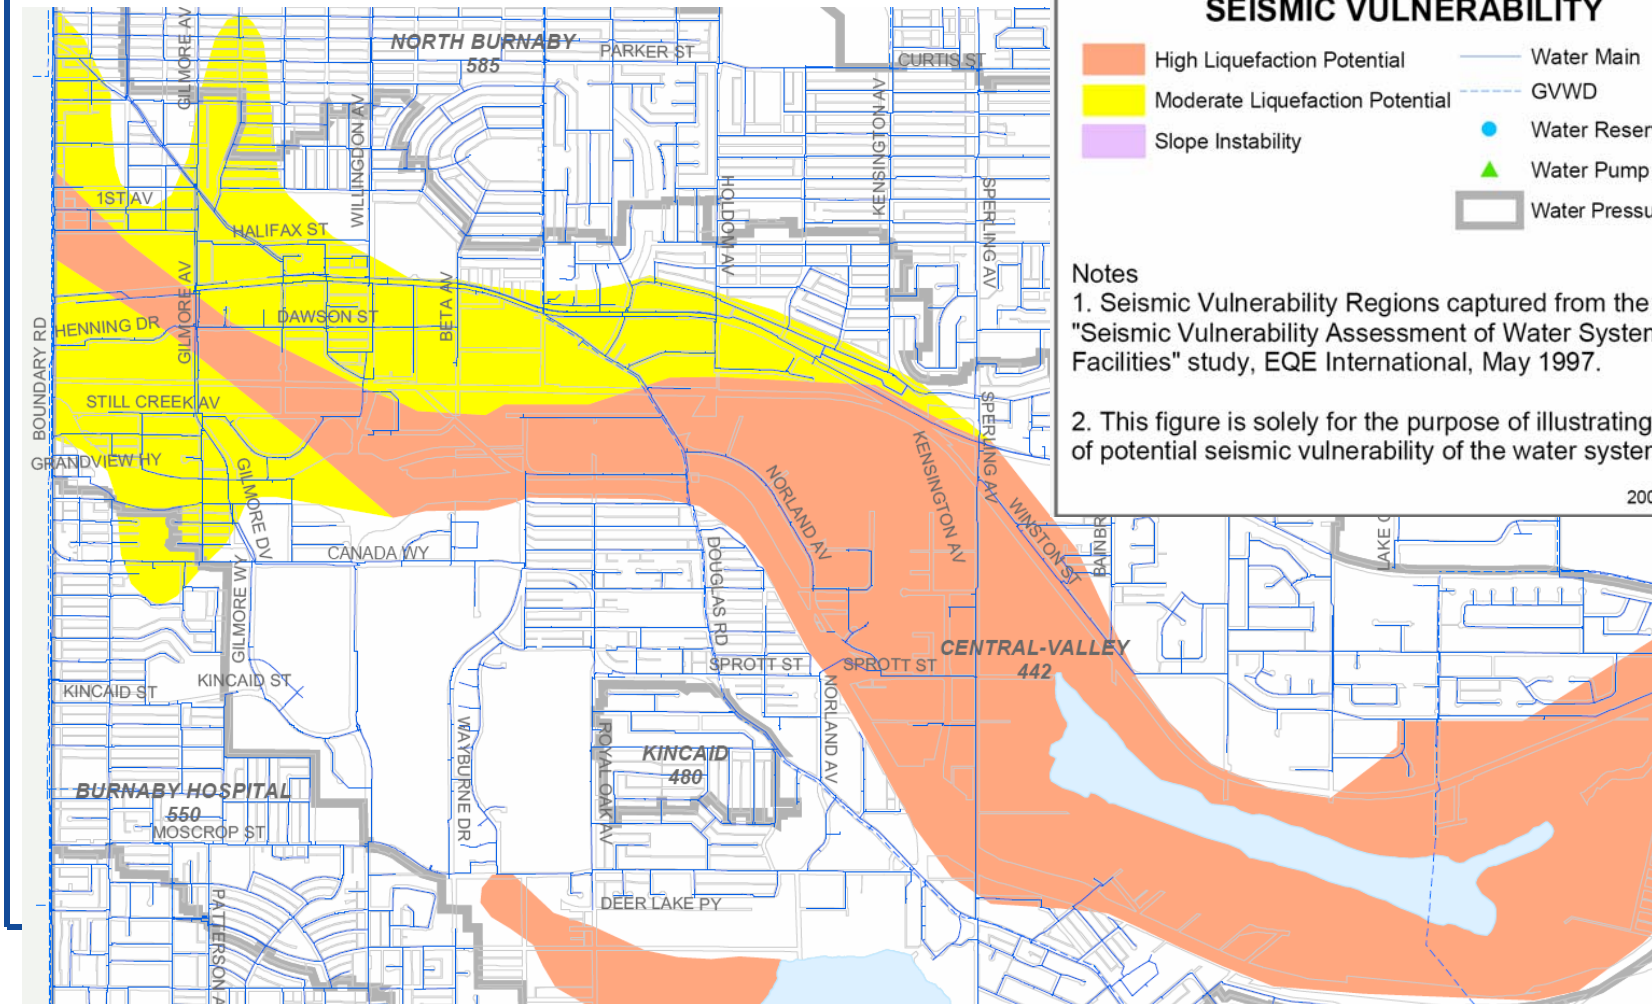 SEISMIC VULNERABILITY
High Liquefaction Potential
Moderate Liquefaction Potential
Slope Instability
Water Main
GVWD
Water
Water Pump
Water
Notes
1. Seismic Vulnerability Regions captured from the
"Seismic Vulnerability Assessment of Water System
Facilities" study, EQE International, May 1997.
2. This figure is solely for the purpose of illustrating
of potential seismic vulnerability of the water system
200
NORTH BURNABY
585
PARKER ST
CURTIS ST
GILMORE AV
WILLINGDON AV
KENSINGTON AV
1ST AV
HALIFAX ST
HOLDOM AV
SPERLING AV
GILMORE AV
BETA AV
HENNING DR
DAWSON ST
BOUNDARY RD
STILL CREEK AV
SPERLING AV
GRANDVIEW HY
GILMORE DV
NORLAND AV
KENSINGTON AV
WINSTON ST
BAINBR
LAKE C
CANADA WY
GILMORE WY
DOUGLAS RD
CENTRAL-VALLEY
442
SPROTT ST
SPROTT ST
KINCAID ST
KINCAID ST
NORLAND AV
WAYBURNE DR
ROYAL OAK AV
KINCAID
480
BURNABY HOSPITAL
550
MOSCROP ST
DEER LAKE PY
PATTERSON A